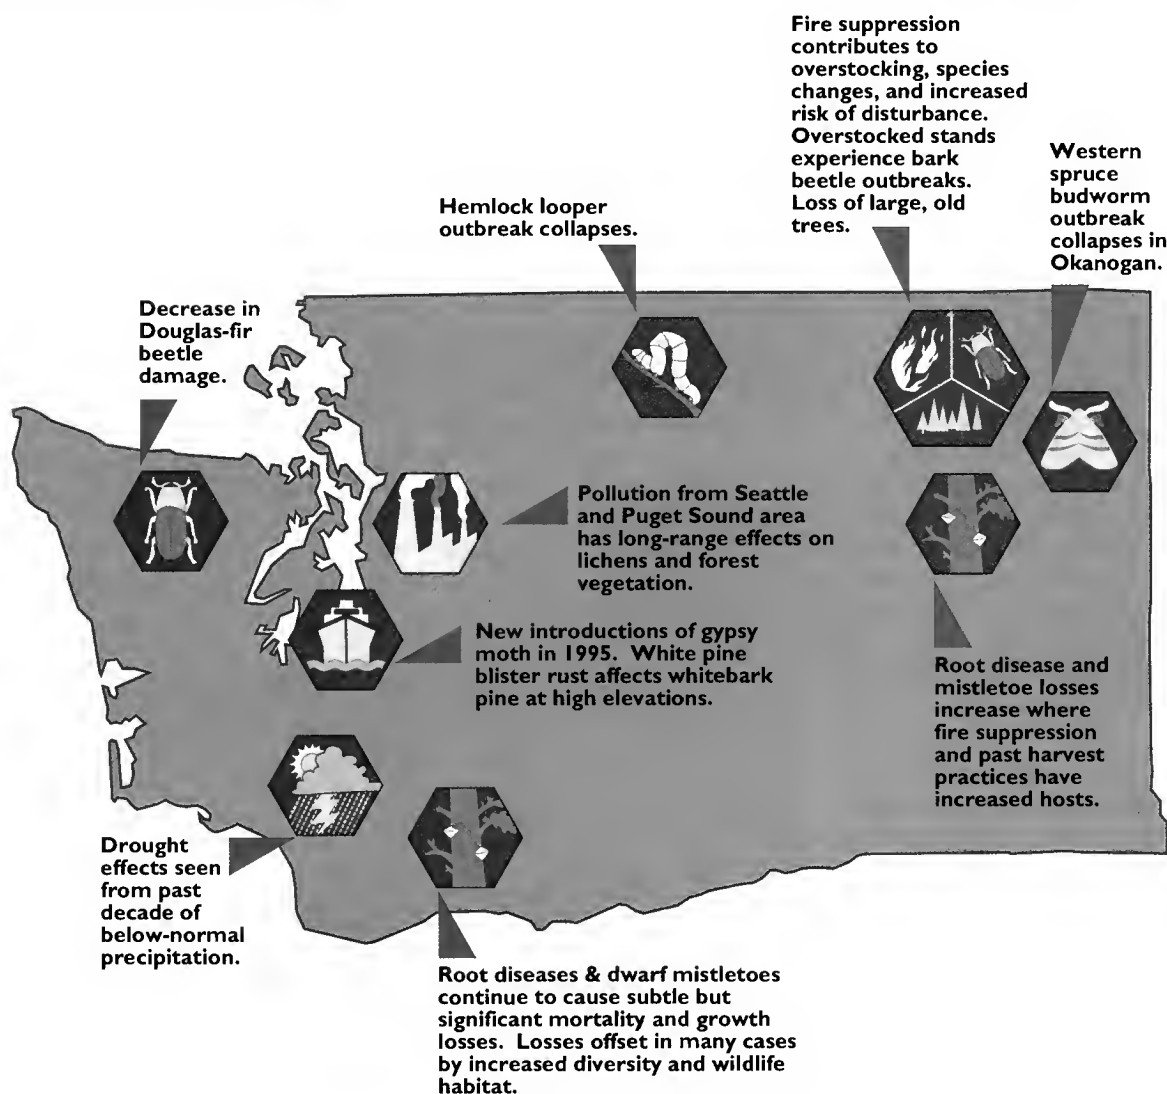 Fire suppression
contributes to
overstocking, species
changes, and increased
risk of disturbance.
Overstocked stands
experience bark
beetle outbreaks.
Loss of large, old
trees.
Western
spruce
budworm
outbreak
collapses in
Okanogan.
Hemlock looper
outbreak collapses.
Decrease in
Douglas-fir
beetle
damage.
Pollution from Seattle
and Puget Sound area
has long-range effects on
lichens and forest
vegetation.
New introductions of gypsy
moth in 1995. White pine
blister rust affects whitebark
pine at high elevations.
Root disease and
mistletoe losses
increase where
fire suppression
and past harvest
practices have
increased hosts.
Drought
effects seen
from past
decade of
below-normal
precipitation.
Root diseases & dwarf mistletoes
continue to cause subtle but
significant mortality and growth
losses. Losses offset in many cases
by increased diversity and wildlife
habitat.